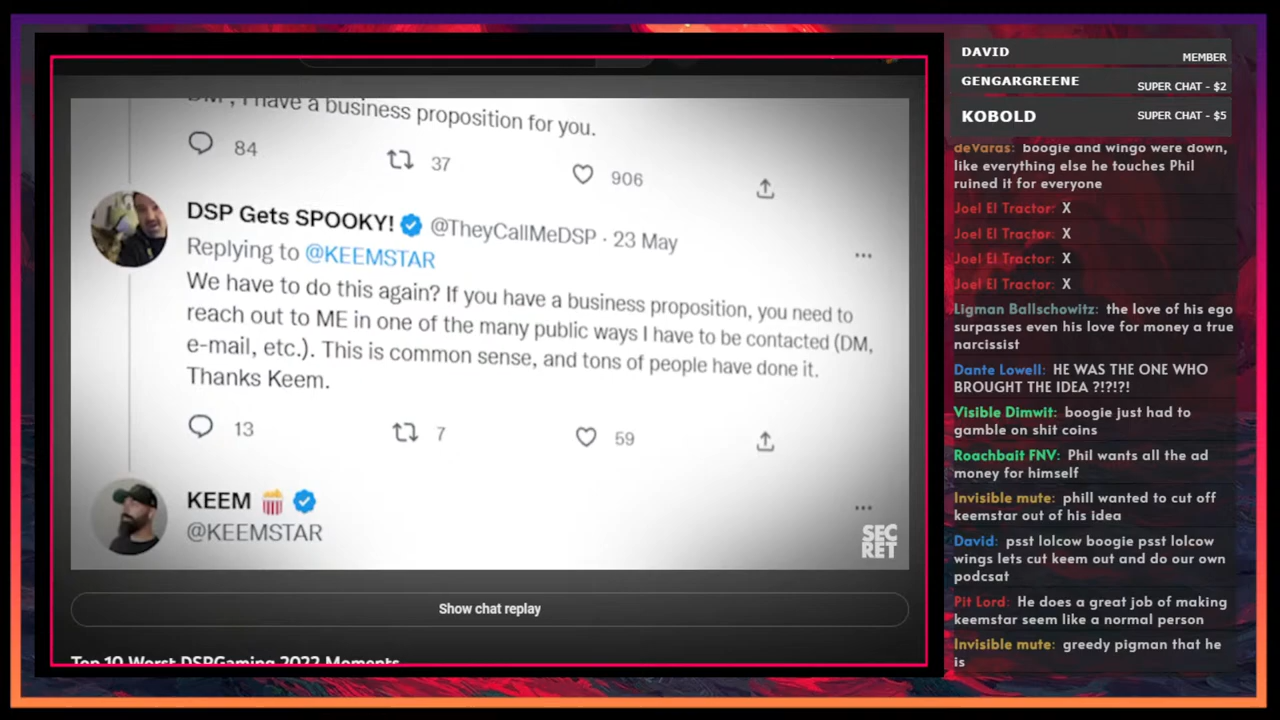 DM , I have a business proposition for you.
84
37
906
DSP Gets SPOOKY! @TheyCallMeDSP · 23 May
Replying to @KEEMSTAR
We have to do this again? If you have a business proposition, you need to
reach out to ME in one of the many public ways I have to be contacted (DM,
e-mail, etc.). This is common sense, and tons of people have done it.
Thanks Keem.
13
7
59
KEEM
@KEEMSTAR
SEC
RET
Show chat replay
Top 10 Worst DSPGaming 2022 Moments
DAVID
MEMBER
GENGARGREENE
SUPER CHAT - $2
KOBOLD
SUPER CHAT - $5
deVaras: boogie and wingo were down,
like everything else he touches Phil
ruined it for everyone
Joel El Tractor: X
Joel El Tractor: X
Joel El Tractor: X
Joel El Tractor: X
Ligman Ballschowitz: the love of his ego
surpasses even his love for money a true
narcissist
Dante Lowell: HE WAS THE ONE WHO
BROUGHT THE IDEA ?!?!?!
Visible Dimwit: boogie just had to
gamble on shit coins
Roachbait FNV: Phil wants all the ad
money for himself
Invisible mute: phill wanted to cut off
keemstar out of his idea
David: psst lolcow boogie psst lolcow
wings lets cut keem out and do our own
podcsat
Pit Lord: He does a great job of making
keemstar seem like a normal person
Invisible mute: greedy pigman that he
is